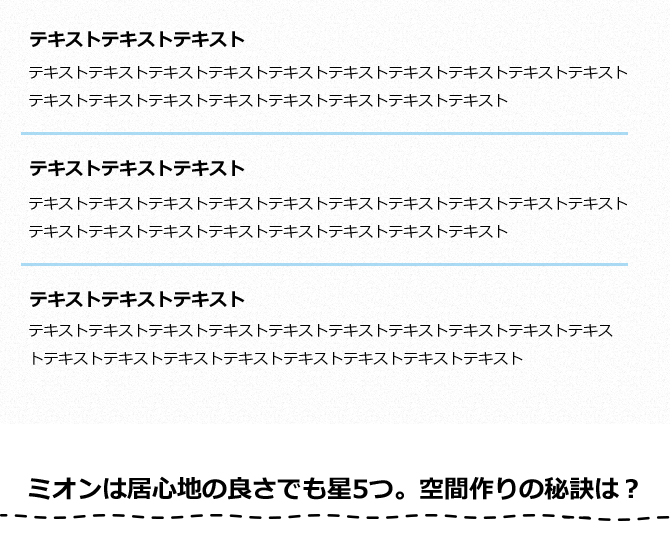 テキストテキストテキスト
テキストテキストテキストテキストテキストテキストテキストテキストテキストテキスト
テキストテキストテキストテキストテキストテキストテキストテキスト
テキストテキストテキスト
テキストテキストテキストテキストテキストテキストテキストテキストテキストテキスト
テキストテキストテキストテキストテキストテキストテキストテキスト
テキストテキストテキスト
テキストテキストテキストテキストテキストテキストテキストテキストテキストテキス
トテキストテキストテキストテキストテキストテキストテキストテキスト
ミオンは居心地の良さでも星5つ。空間作りの秘訣は？